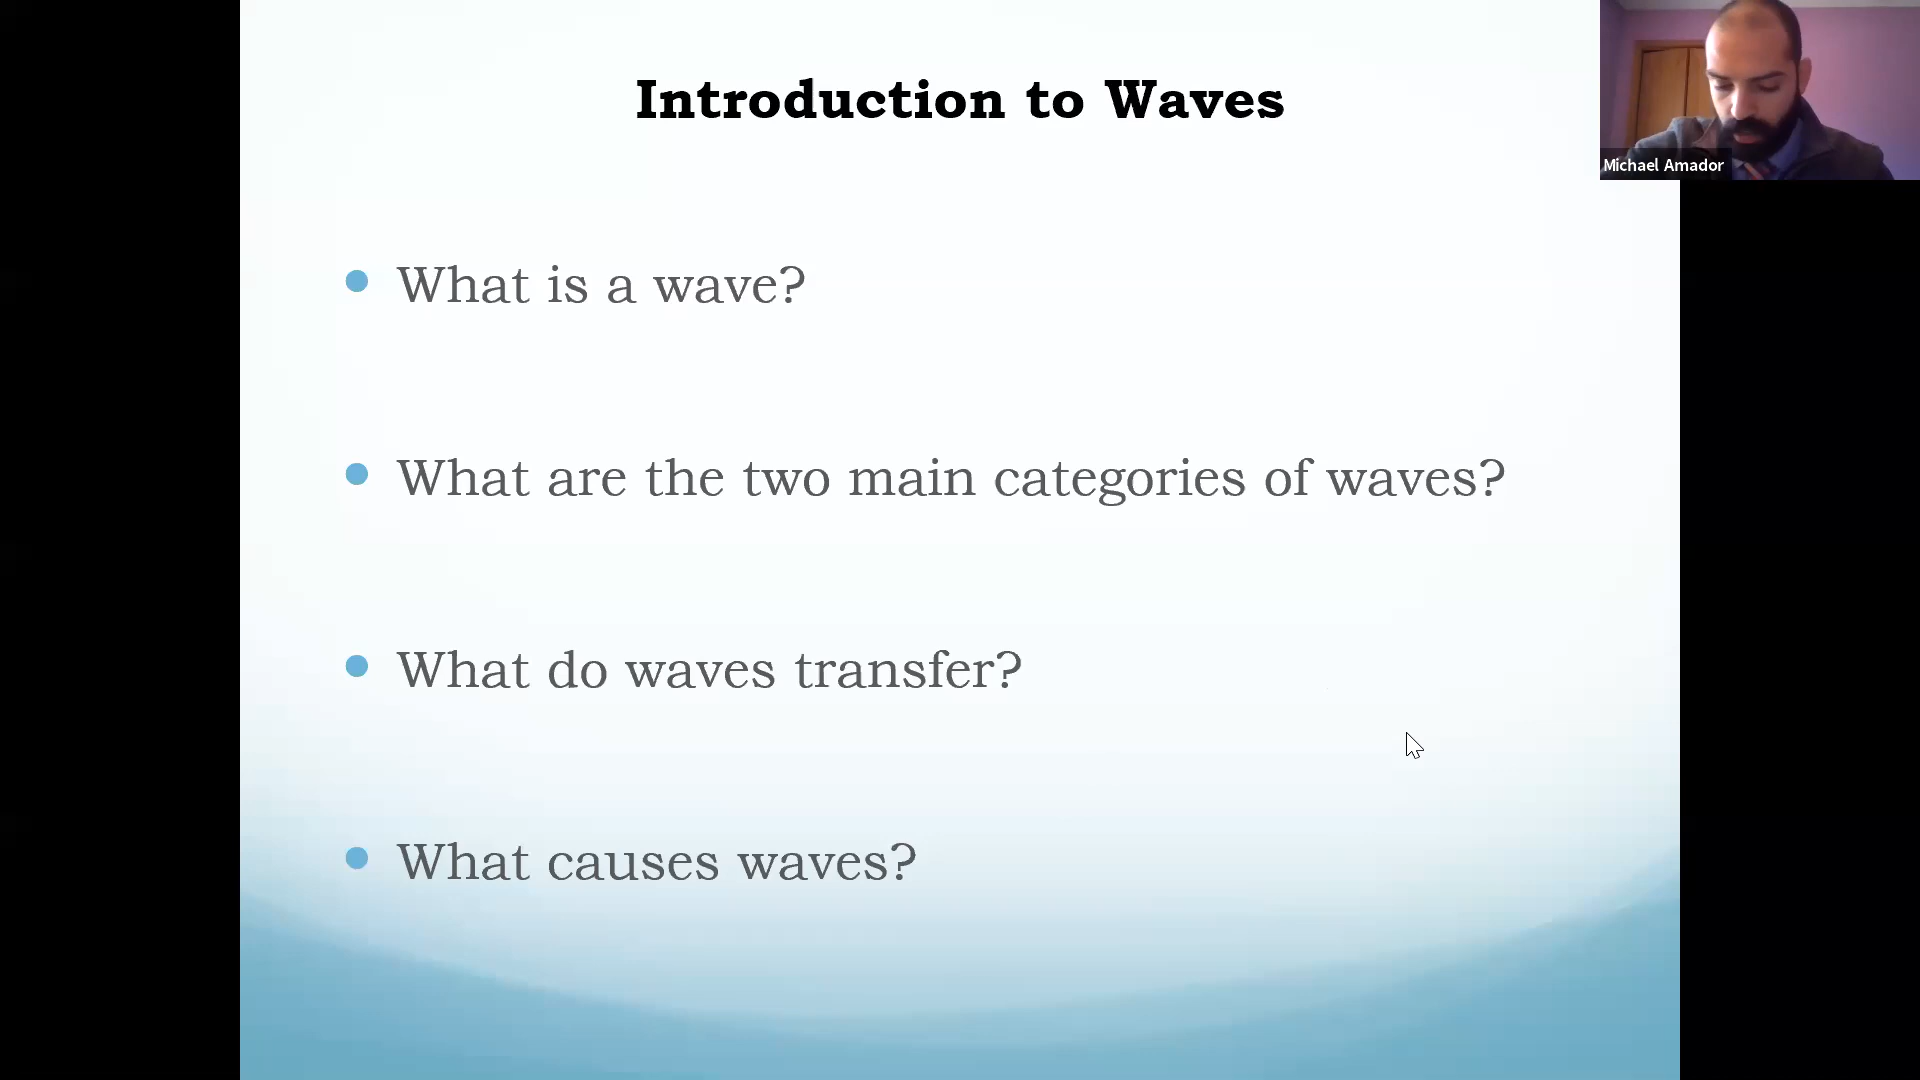 Introduction to Waves
Michael Amador
What is a wave?
What are the two main categories of waves?
What do waves transfer?
What causes waves?